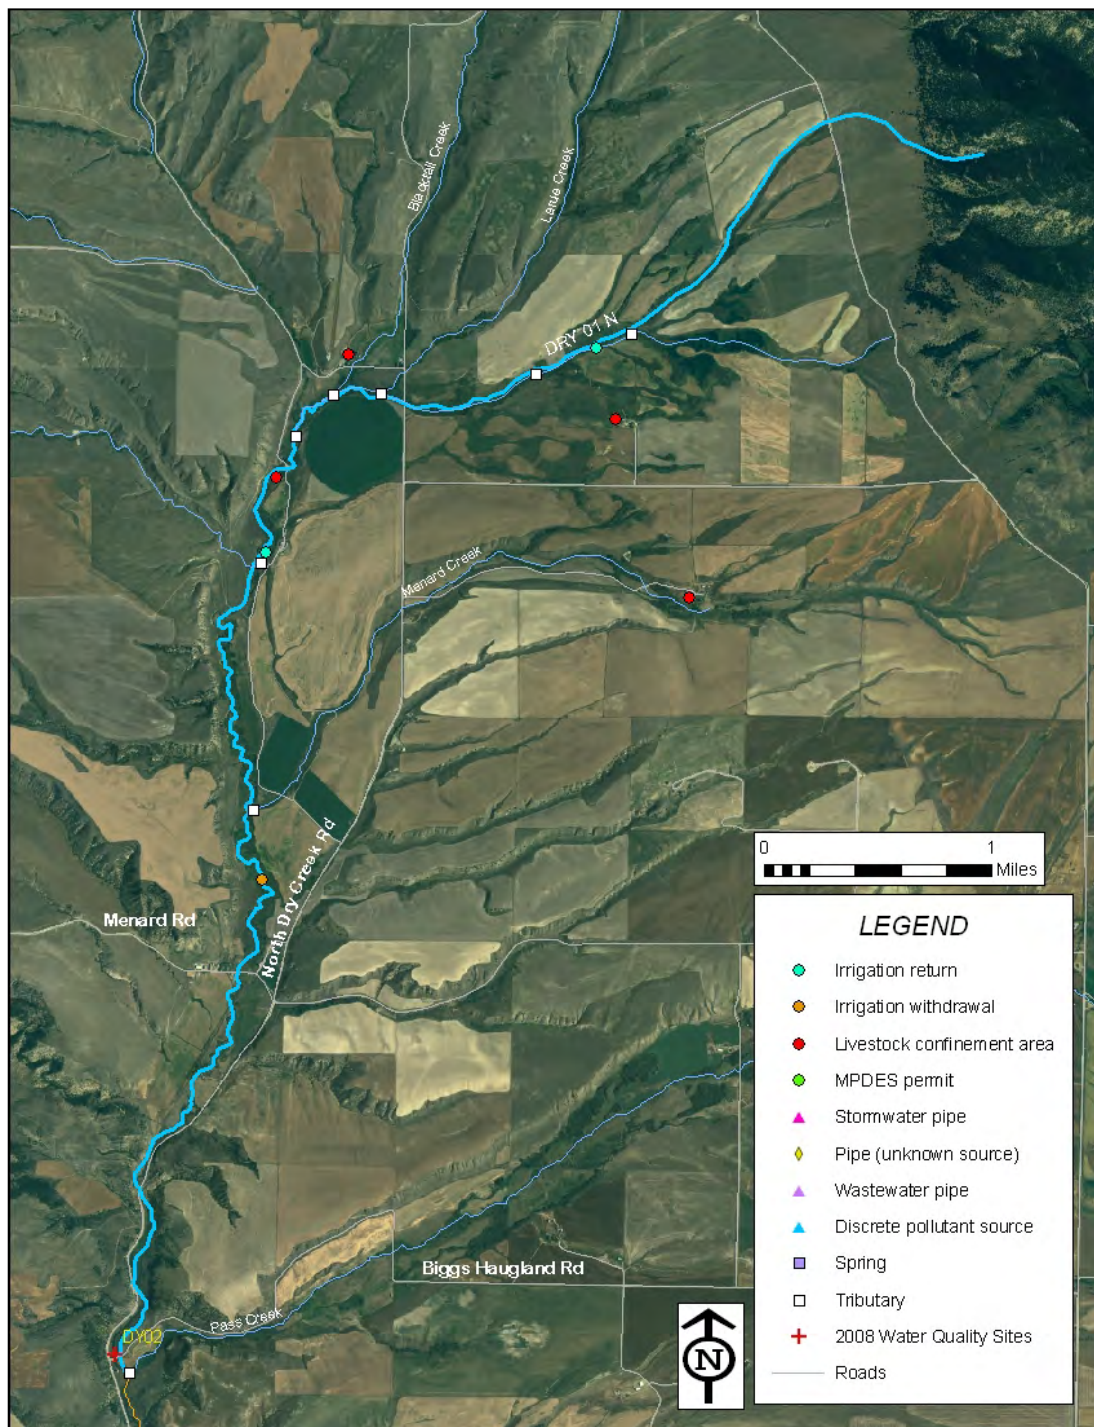 Blacktail Creek
Larue Creek
DRY 01 N
Menard Creek
North Dry Creek Rd
Menard Rd
0 1
Miles
LEGEND
Irrigation return
Irrigation withdrawal
Livestock confinement area
MPDES permit
Stormwater pipe
Pipe (unknown source)
Wastewater pipe
Discrete pollutant source
Spring
Tributary
2008 Water Quality Sites
Roads
Biggs Haugland Rd
Pass Creek
DY02
N